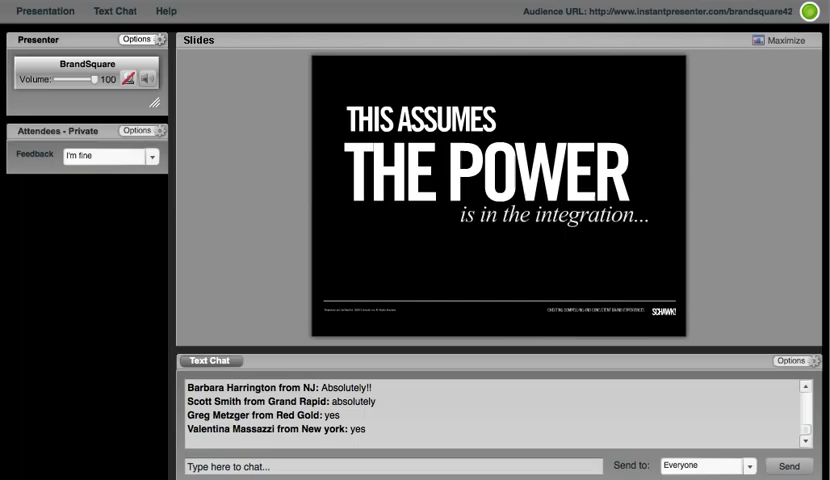 Presentation Text Chat Help Audience URL: http://www.instantpresenter.com/brandsquare42
Presenter Options
BrandSquare
Volume: 100
Attendees - Private Options
Feedback I'm fine
Slides Maximize
THIS ASSUMES
THE POWER
is in the integration...
SCHAWK!
Text Chat Options
Barbara Harrington from NJ: Absolutely!!
Scott Smith from Grand Rapid: absolutely
Greg Metzger from Red Gold: yes
Valentina Massazzi from New york: yes
Type here to chat... Send to: Everyone Send